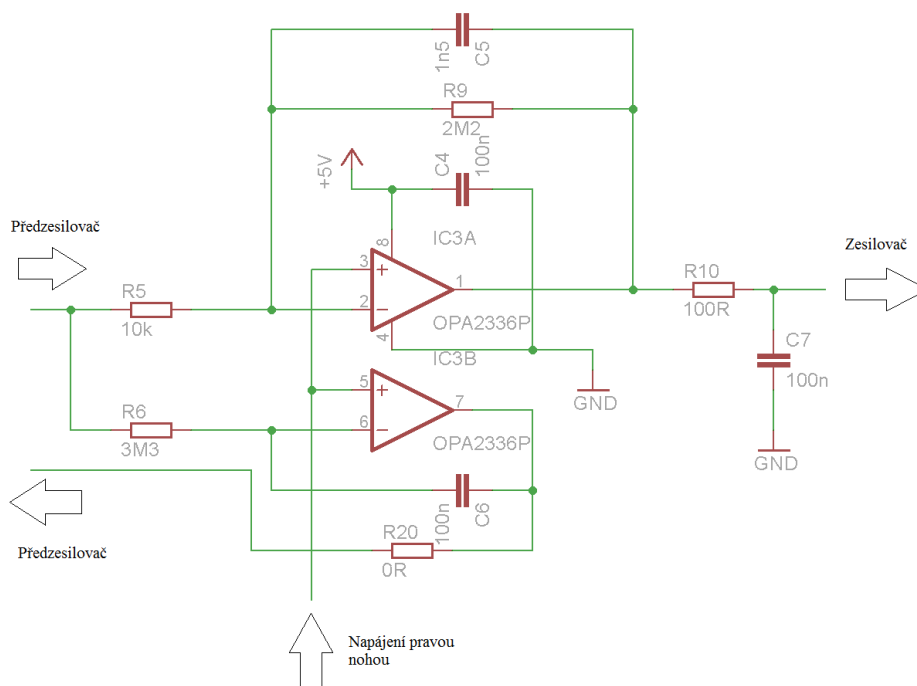 1n5
C5
R9
2M2
+5V
C4
100n
Předzesilovač
IC3A
8
3
1
2
4
OPA2336P
R5
10k
Zesilovač
R10
100R
C7
100n
GND
GND
IC3B
5
7
6
OPA2336P
R6
3M3
100n
C6
R20
0R
Předzesilovač
Napájení pravou
nohou